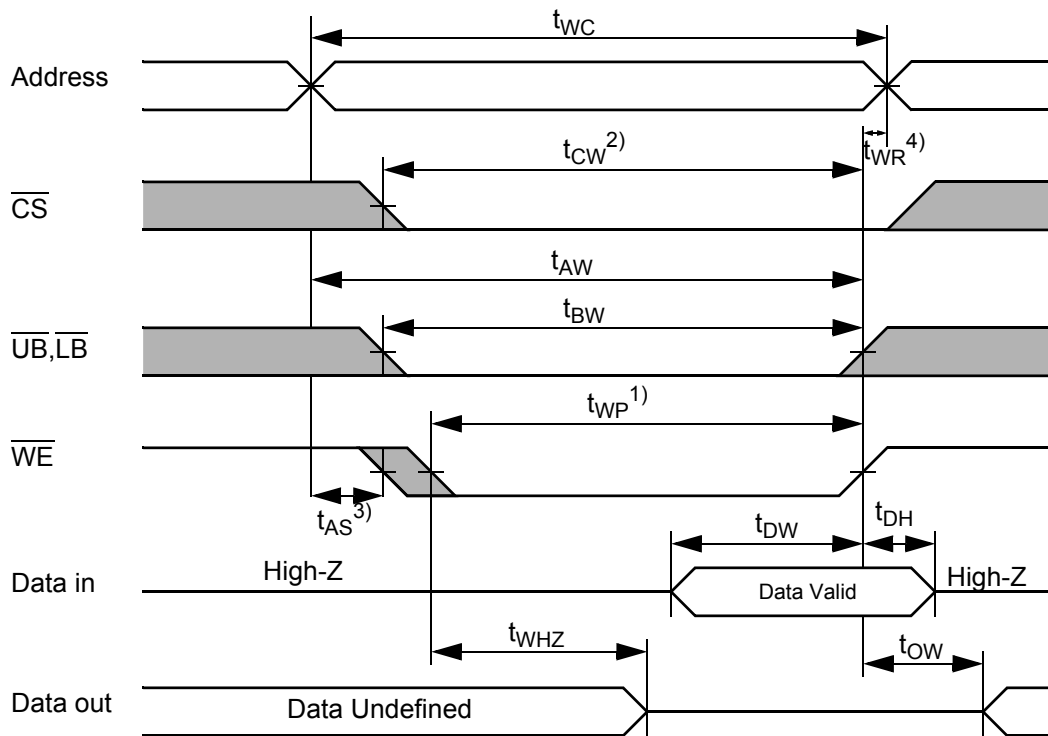 tWC
Address
tCW2)
tWR4)
CS
tAW
tBW
UB,LB
tWP1)
WE
tAS3)
tDW
tDH
High-Z
Data in
Data Valid
High-Z
tWHZ
tOW
Data out
Data Undefined